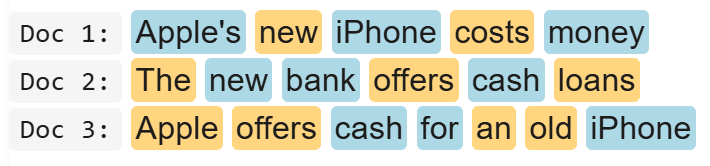 Doc 1: Apple's new iPhone costs money
Doc 2: The new bank offers cash loans
Doc 3: Apple offers cash for an old iPhone